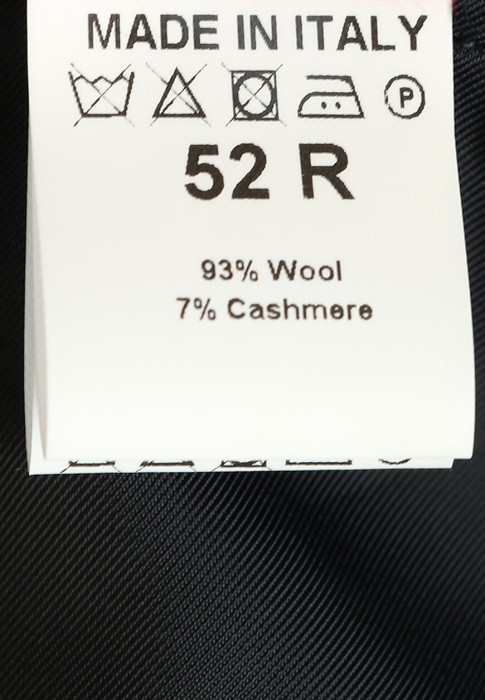 MADE IN ITALY
P
52 R
93% Wool
7% Cashmere